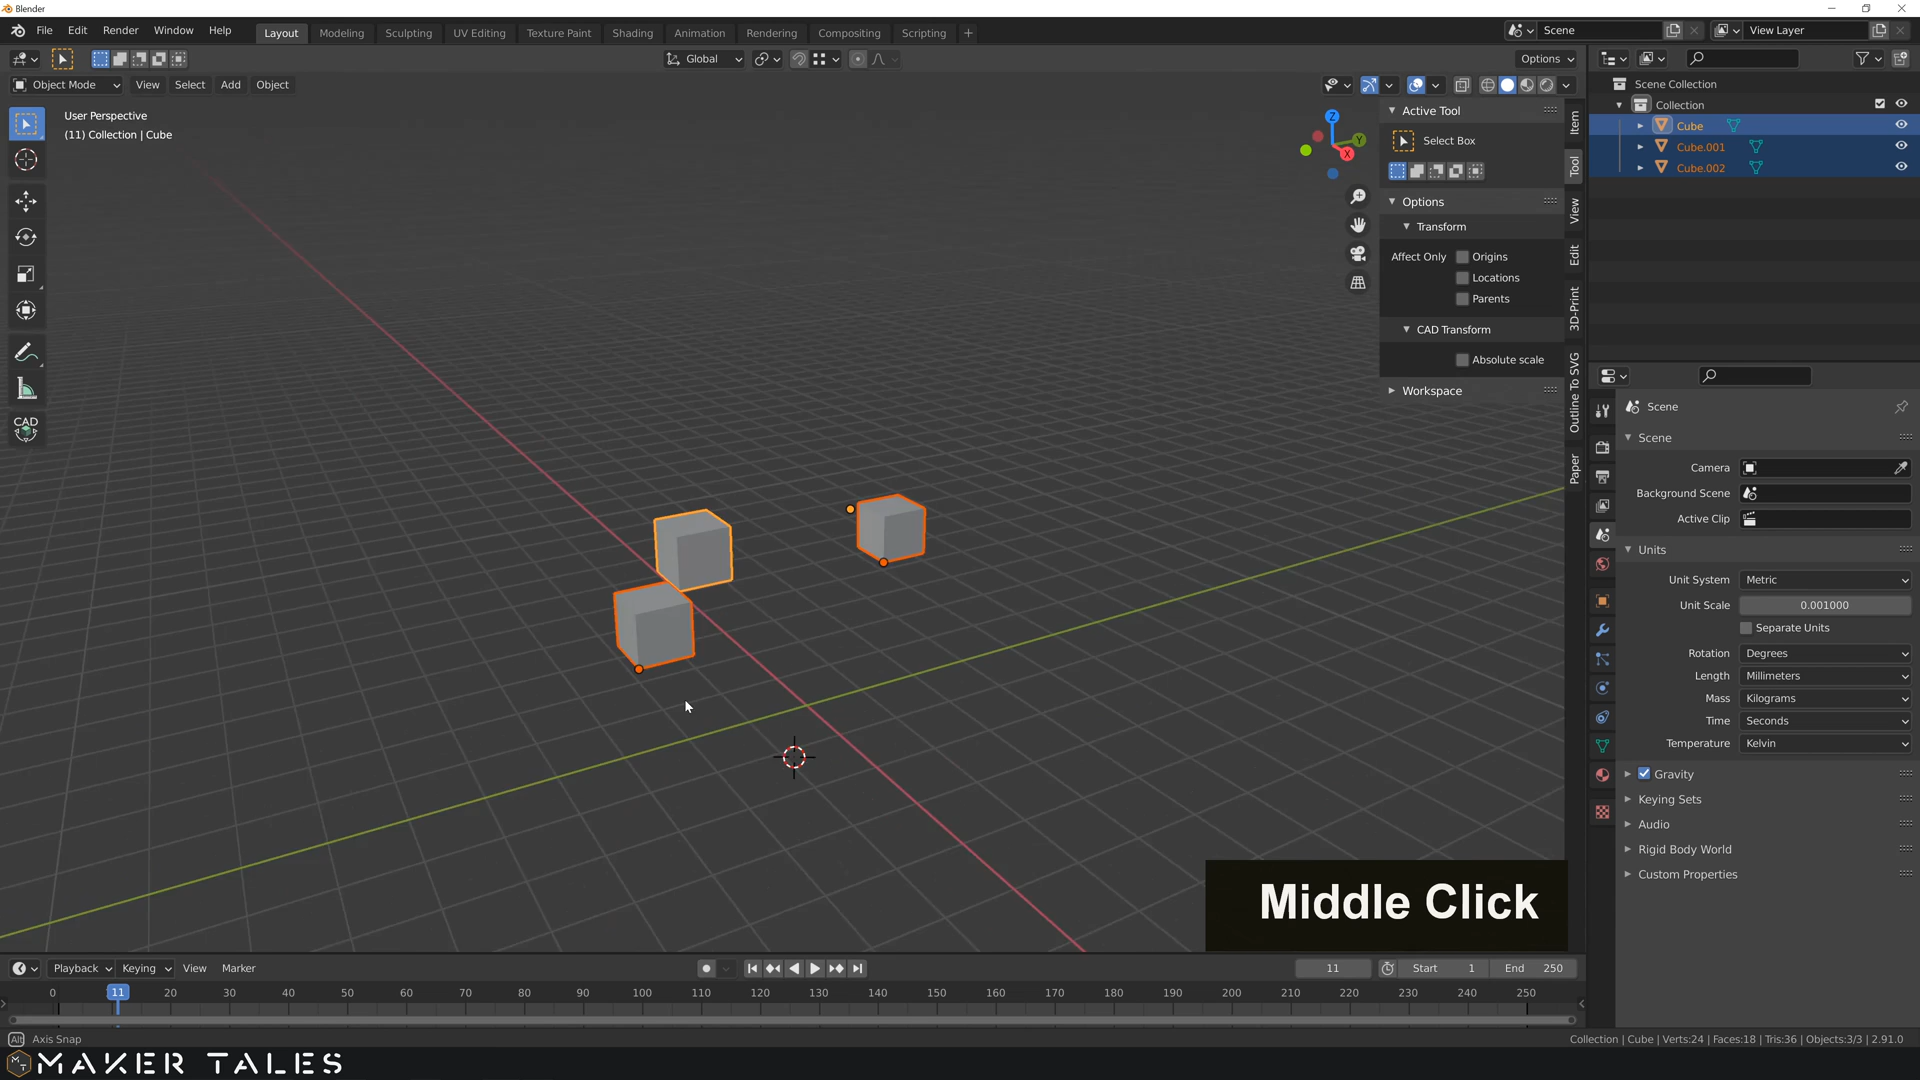 Blender
File Edit Render Window Help
Layout Modeling Sculpting UV Editing Texture Paint Shading Animation Rendering Compositing Scripting +
Scene
View Layer
Global
Options
Object Mode View Select Add Object
User Perspective
(11) Collection | Cube
Z
Y
X
CAD
Active Tool
Select Box
Options
Transform
Affect Only Origins
Locations
Parents
CAD Transform
Absolute scale
Workspace
Item
Tool
View
Edit
3D-Print
Outline To SVG
Paper
Scene Collection
Collection
Cube
Cube.001
Cube.002
Scene
Scene
Camera
Background Scene
Active Clip
Units
Unit System Metric
Unit Scale 0.001000
Separate Units
Rotation Degrees
Length Millimeters
Mass Kilograms
Time Seconds
Temperature Kelvin
Gravity
Keying Sets
Audio
Rigid Body World
Custom Properties
Middle Click
Playback Keying View Marker
11 Start 1 End 250
0 11 20 30 40 50 60 70 80 90 100 110 120 130 140 150 160 170 180 190 200 210 220 230 240 250
Alt Axis Snap
Collection | Cube | Verts:24 | Faces:18 | Tris:36 | Objects:3/3 | 2.91.0
MAKER TALES